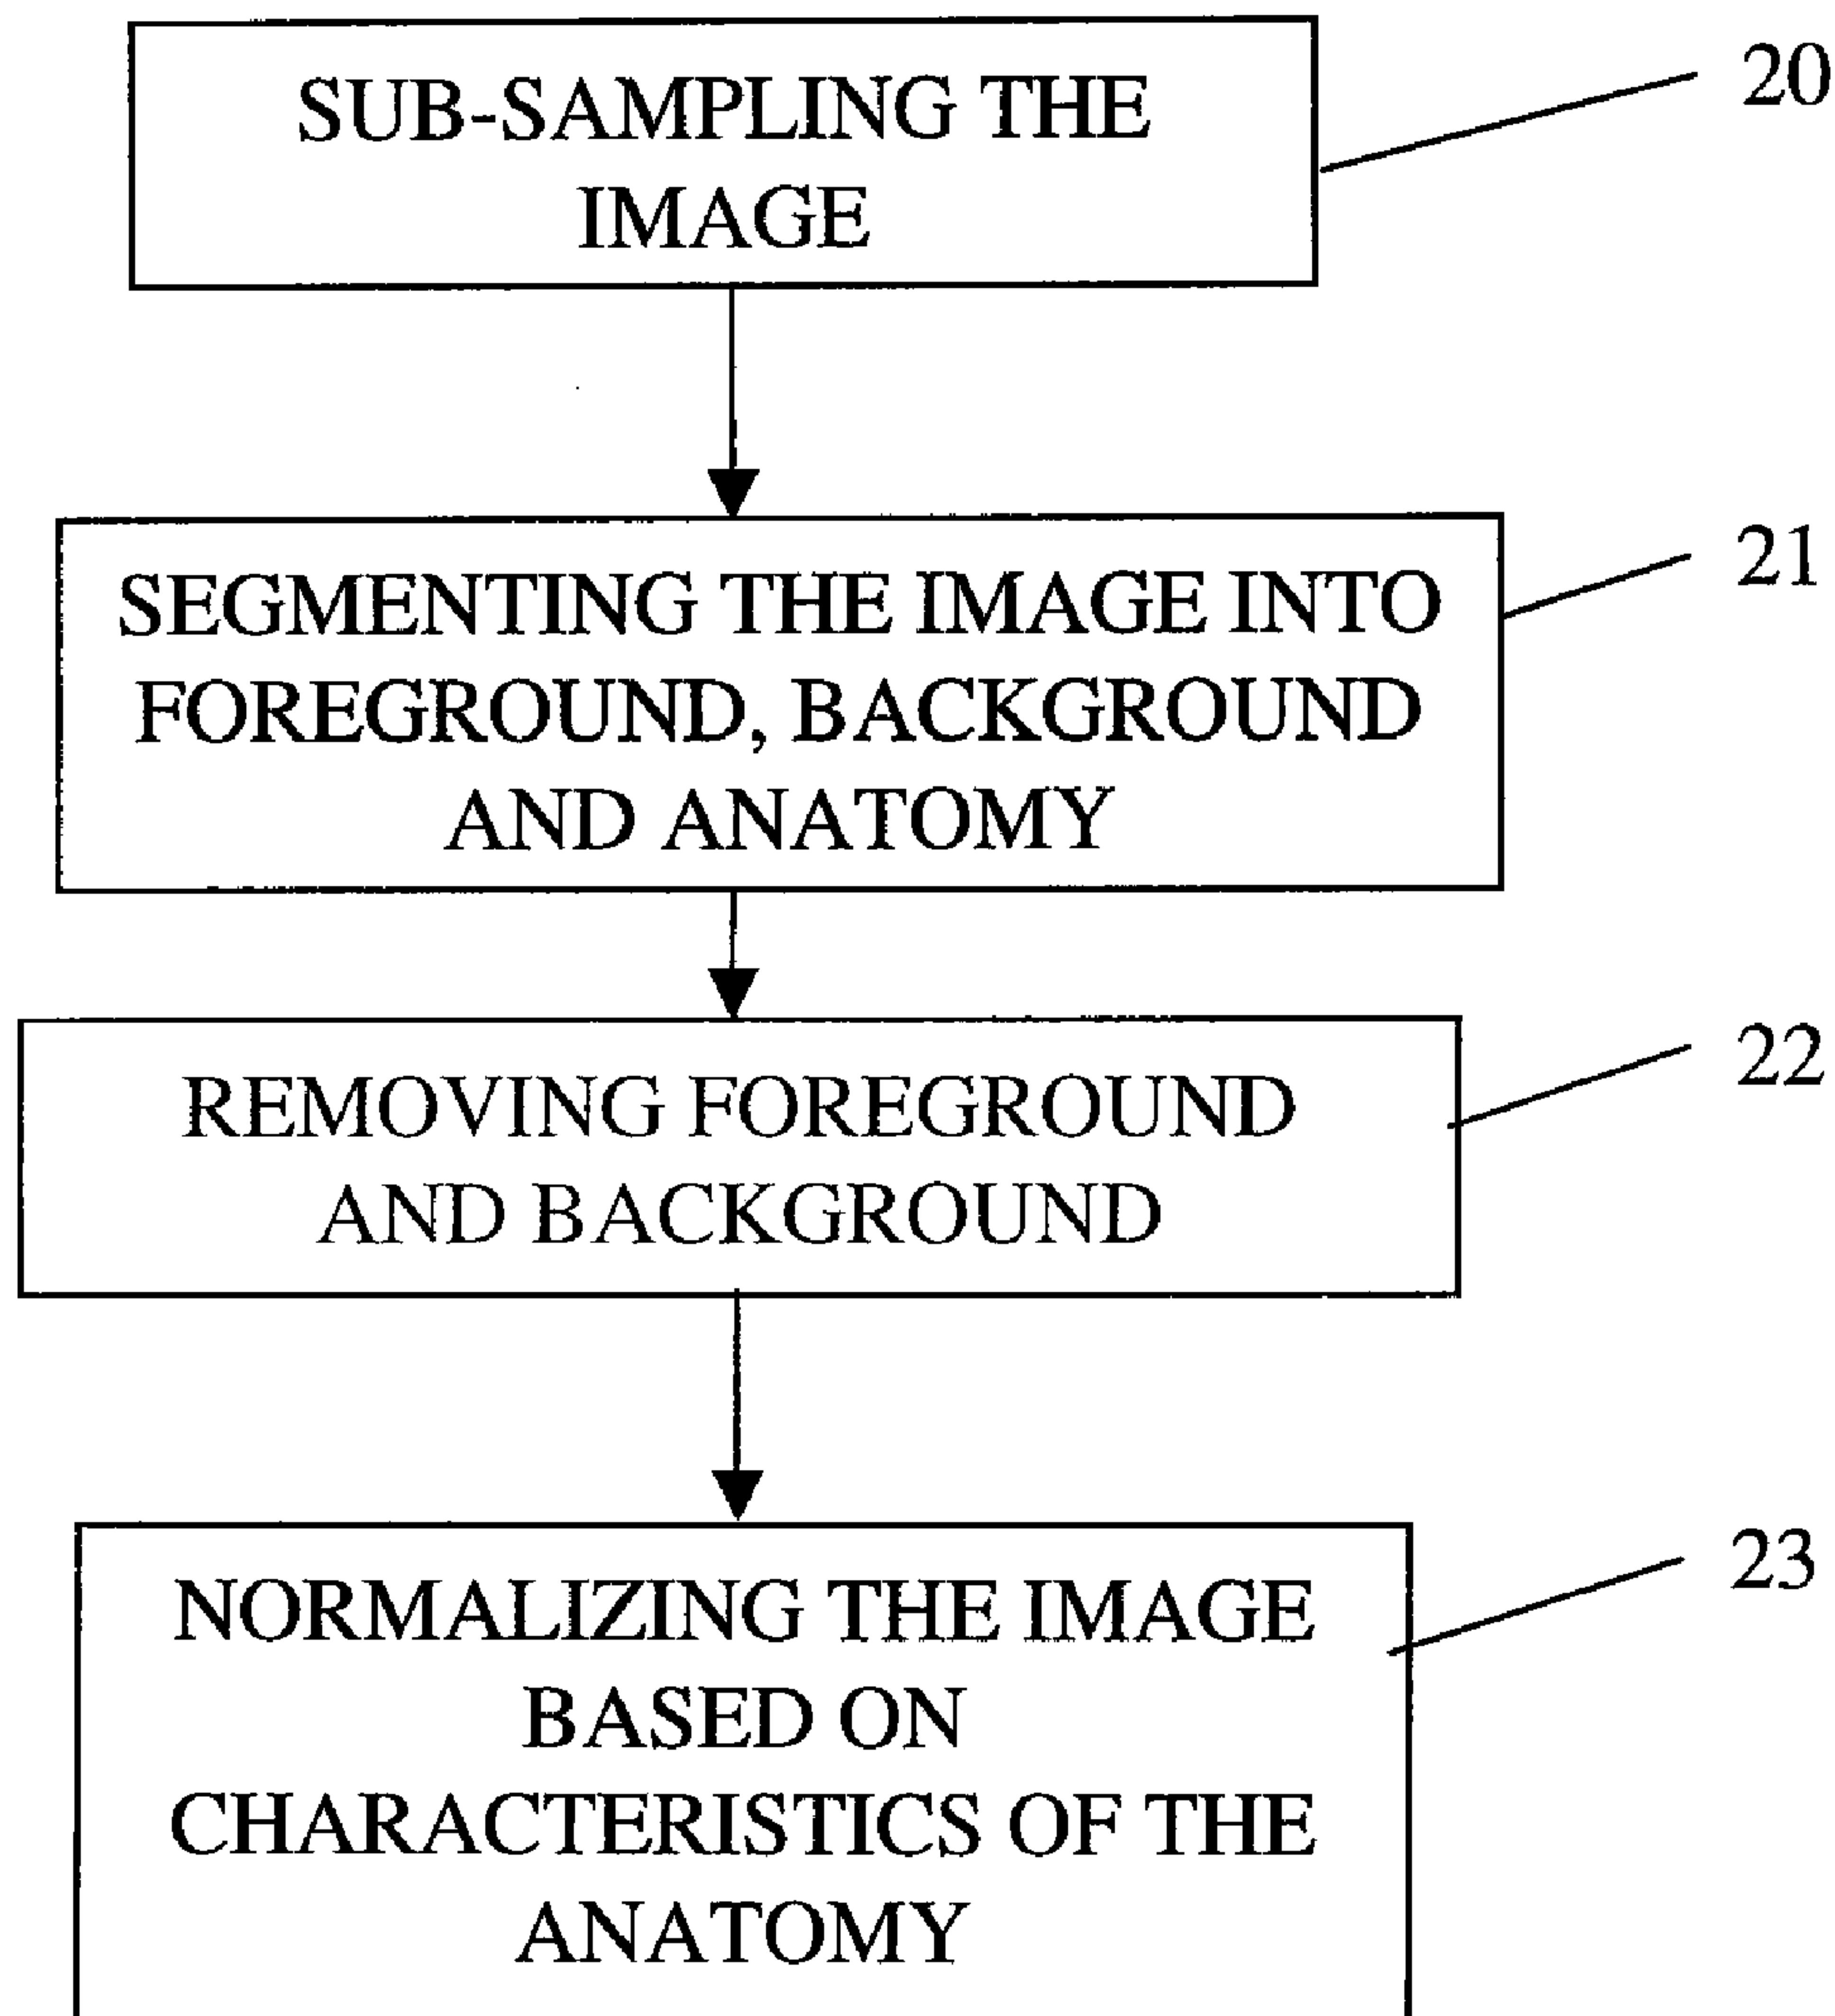 SUB-SAMPLING THE
IMAGE
20
SEGMENTING THE IMAGE INTO
FOREGROUND, BACKGROUND
AND ANATOMY
21
REMOVING FOREGROUND
AND BACKGROUND
22
NORMALIZING THE IMAGE
BASED ON
CHARACTERISTICS OF THE
ANATOMY
23